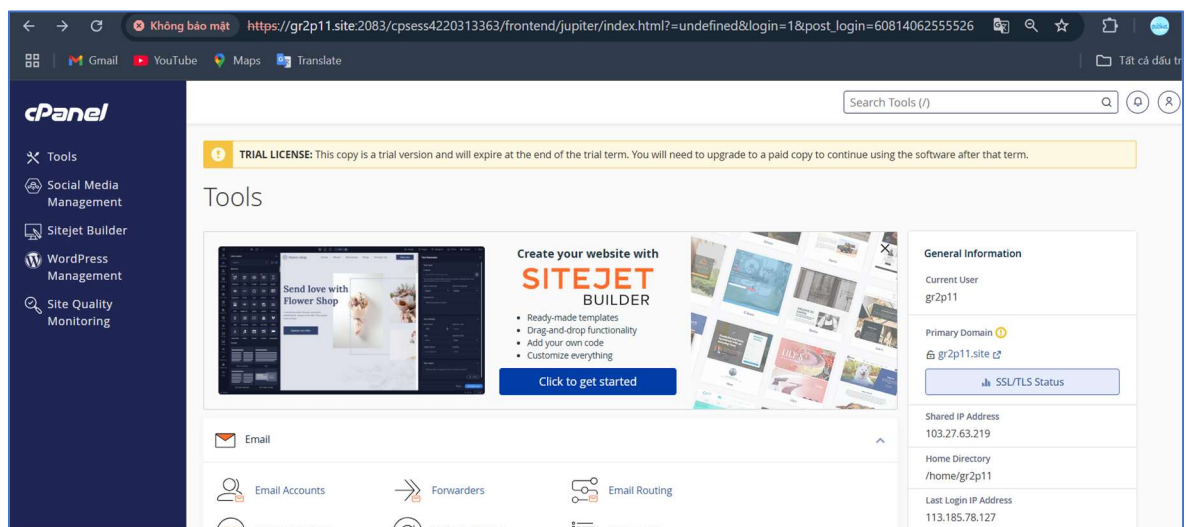 Không bảo mật https://gr2p11.site:2083/cpsess4220313363/frontend/jupiter/index.html?=undefined&login=1&post_login=60814062555526
Gmail YouTube Maps Translate Tất cả dấu tr
cPanel
Search Tools (/)
Tools
Social Media
Management
Sitejet Builder
WordPress
Management
Site Quality
Monitoring
TRIAL LICENSE: This copy is a trial version and will expire at the end of the trial term. You will need to upgrade to a paid copy to continue using the software after that term.
Tools
Send love with
Flower Shop
Create your website with
SITEJET
BUILDER
• Ready-made templates
• Drag-and-drop functionality
• Add your own code
• Customize everything
Click to get started
Email
Email Accounts
Forwarders
Email Routing
General Information
Current User
gr2p11
Primary Domain
gr2p11.site
SSL/TLS Status
Shared IP Address
103.27.63.219
Home Directory
/home/gr2p11
Last Login IP Address
113.185.78.127